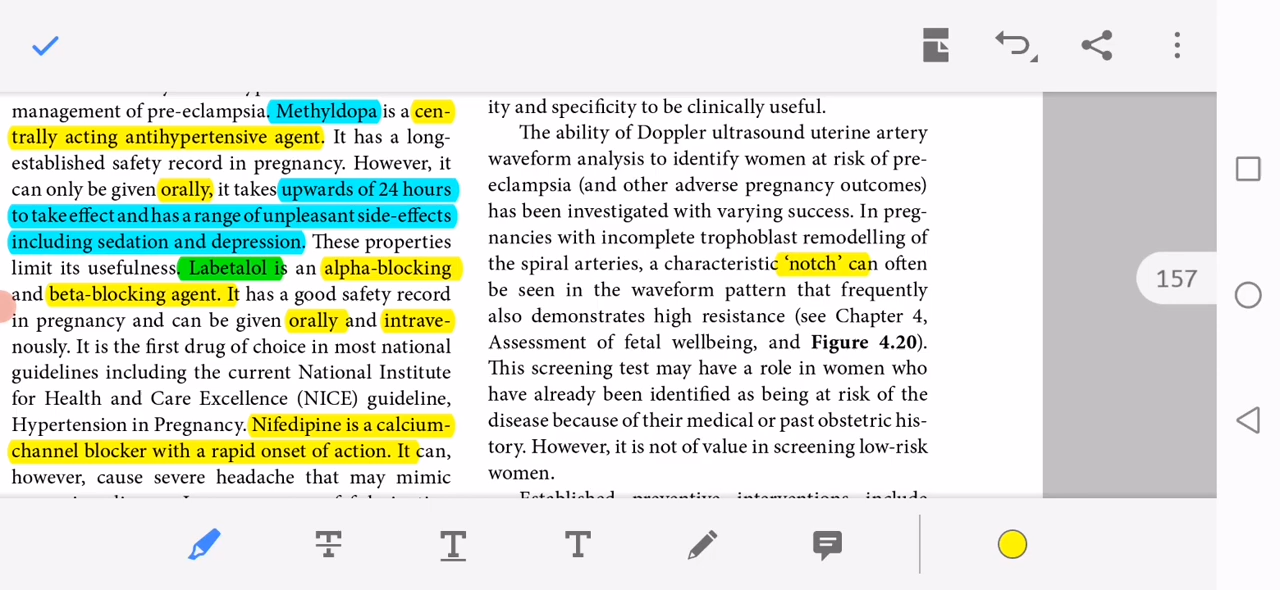 management of pre-eclampsia. Methyldopa is a cen-
trally acting antihypertensive agent. It has a long-
established safety record in pregnancy. However, it
can only be given orally, it takes upwards of 24 hours
to take effect and has a range of unpleasant side-effects
including sedation and depression. These properties
limit its usefulness. Labetalol is an alpha-blocking
and beta-blocking agent. It has a good safety record
in pregnancy and can be given orally and intrave-
nously. It is the first drug of choice in most national
guidelines including the current National Institute
for Health and Care Excellence (NICE) guideline,
Hypertension in Pregnancy. Nifedipine is a calcium-
channel blocker with a rapid onset of action. It can,
however, cause severe headache that may mimic
ity and specificity to be clinically useful.
The ability of Doppler ultrasound uterine artery
waveform analysis to identify women at risk of pre-
eclampsia (and other adverse pregnancy outcomes)
has been investigated with varying success. In preg-
nancies with incomplete trophoblast remodelling of
the spiral arteries, a characteristic ‘notch’ can often
be seen in the waveform pattern that frequently
also demonstrates high resistance (see Chapter 4,
Assessment of fetal wellbeing, and Figure 4.20).
This screening test may have a role in women who
have already been identified as being at risk of the
disease because of their medical or past obstetric his-
tory. However, it is not of value in screening low-risk
women.
Established preventive interventions include
157
T
T
T